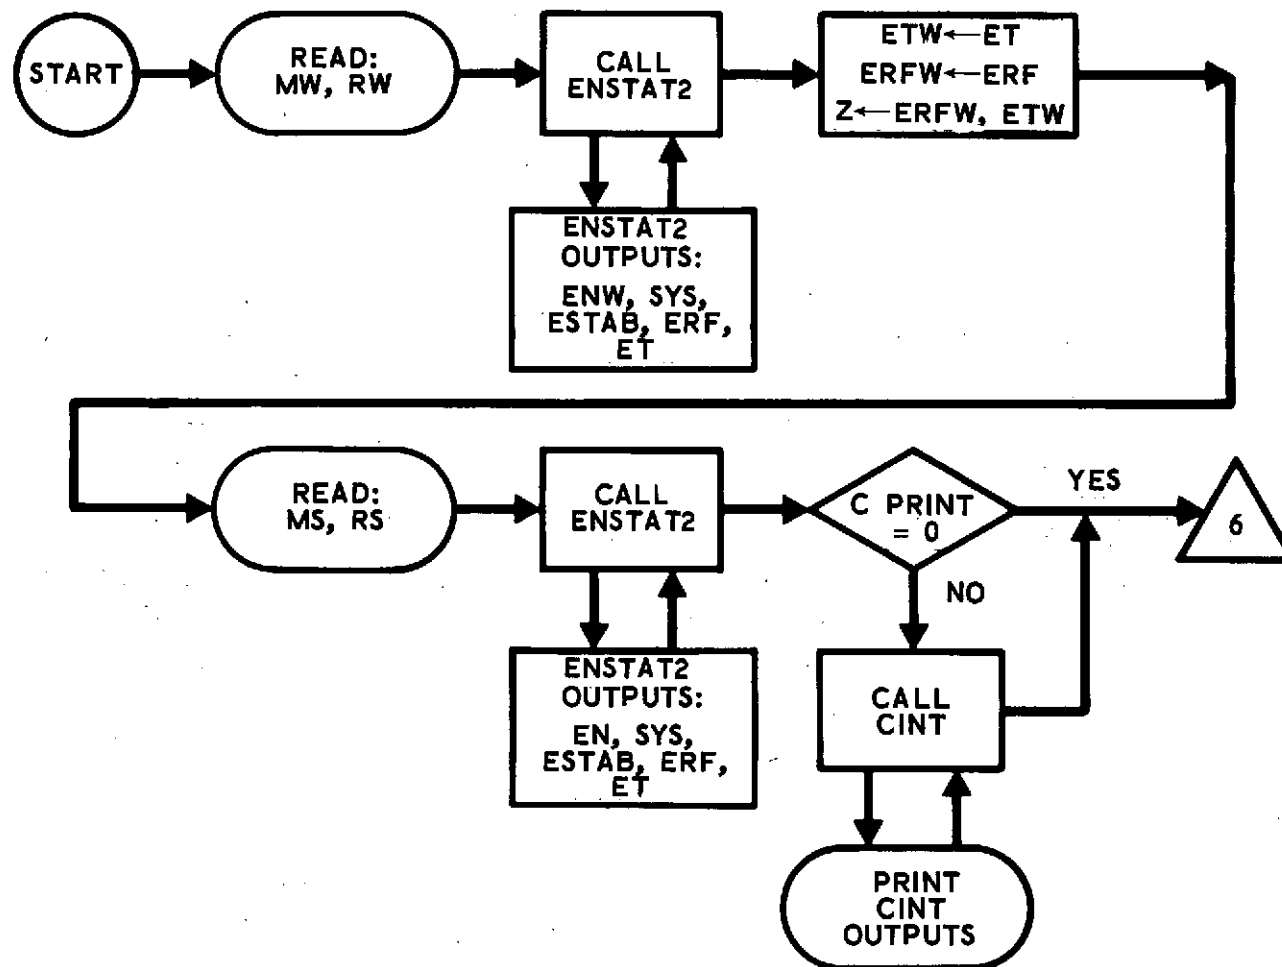 START
READ:
MW, RW
CALL
ENSTAT2
ETW←ET
ERFW←ERF
Z←ERFW, ETW
ENSTAT2
OUTPUTS:
ENW, SYS,
ESTAB, ERF,
ET
READ:
MS, RS
CALL
ENSTAT2
C PRINT
= 0
YES
6
NO
ENSTAT2
OUTPUTS:
EN, SYS,
ESTAB, ERF,
ET
CALL
CINT
PRINT
CINT
OUTPUTS